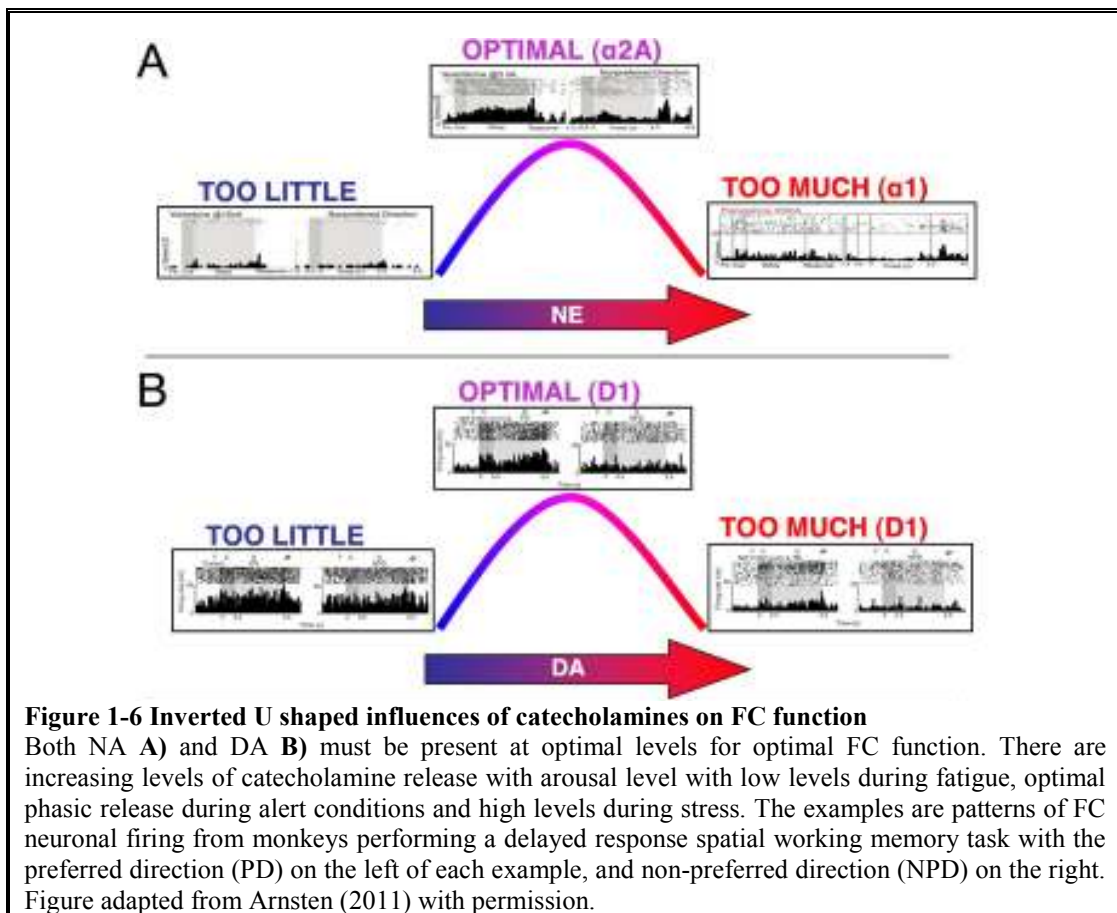 A
OPTIMAL (α2A)
Nonpreferred Direction
TOO LITTLE
TOO MUCH (α1)
Nonpreferred Direction
NE
B
OPTIMAL (D1)
TOO LITTLE
TOO MUCH (D1)
DA
Figure 1-6 Inverted U shaped influences of catecholamines on FC function
Both NA A) and DA B) must be present at optimal levels for optimal FC function. There are
increasing levels of catecholamine release with arousal level with low levels during fatigue, optimal
phasic release during alert conditions and high levels during stress. The examples are patterns of FC
neuronal firing from monkeys performing a delayed response spatial working memory task with the
preferred direction (PD) on the left of each example, and non-preferred direction (NPD) on the right.
Figure adapted from Arnsten (2011) with permission.